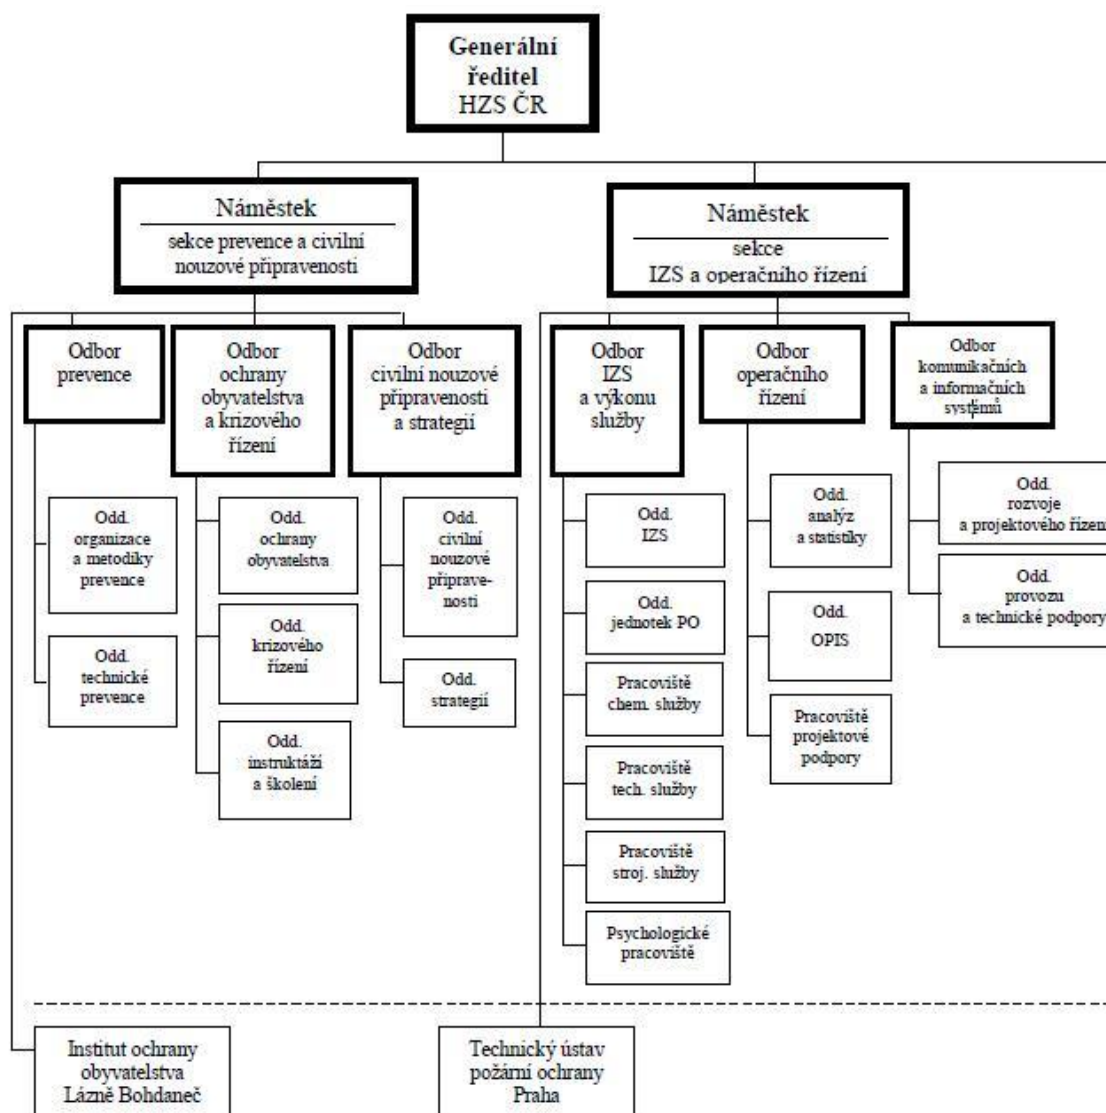 Generální
ředitel
HZS ČR
Náměstek
sekce prevence a civilní
nouzové připravenosti
Náměstek
sekce
IZS a operačního řízení
Odbor
prevence
Odbor
ochrany
obyvatelstva
a krizového
řízení
Odbor
civilní nouzové
připravenosti
a strategií
Odbor
IZS
a výkonu
služby
Odbor
operačního
řízení
Odbor
komunikačních
a informačních
systémů
Odd.
organizace
a metodiky
prevence
Odd.
technické
prevence
Odd.
ochrany
obyvatelstva
Odd.
krizového
řízení
Odd.
instruktáží
a školení
Odd.
civilní
nouzové
připrave-
nosti
Odd.
strategií
Odd.
IZS
Odd.
jednotek PO
Pracoviště
chem. služby
Pracoviště
tech. služby
Pracoviště
stroj. služby
Psychologické
pracoviště
Odd.
analýz
a statistiky
Odd.
OPIS
Pracoviště
projektové
podpory
Odd.
rozvoje
a projektového řízení
Odd.
provozu
a technické podpory
Institut ochrany
obyvatelstva
Lázně Bohdaneč
Technický ústav
požární ochrany
Praha